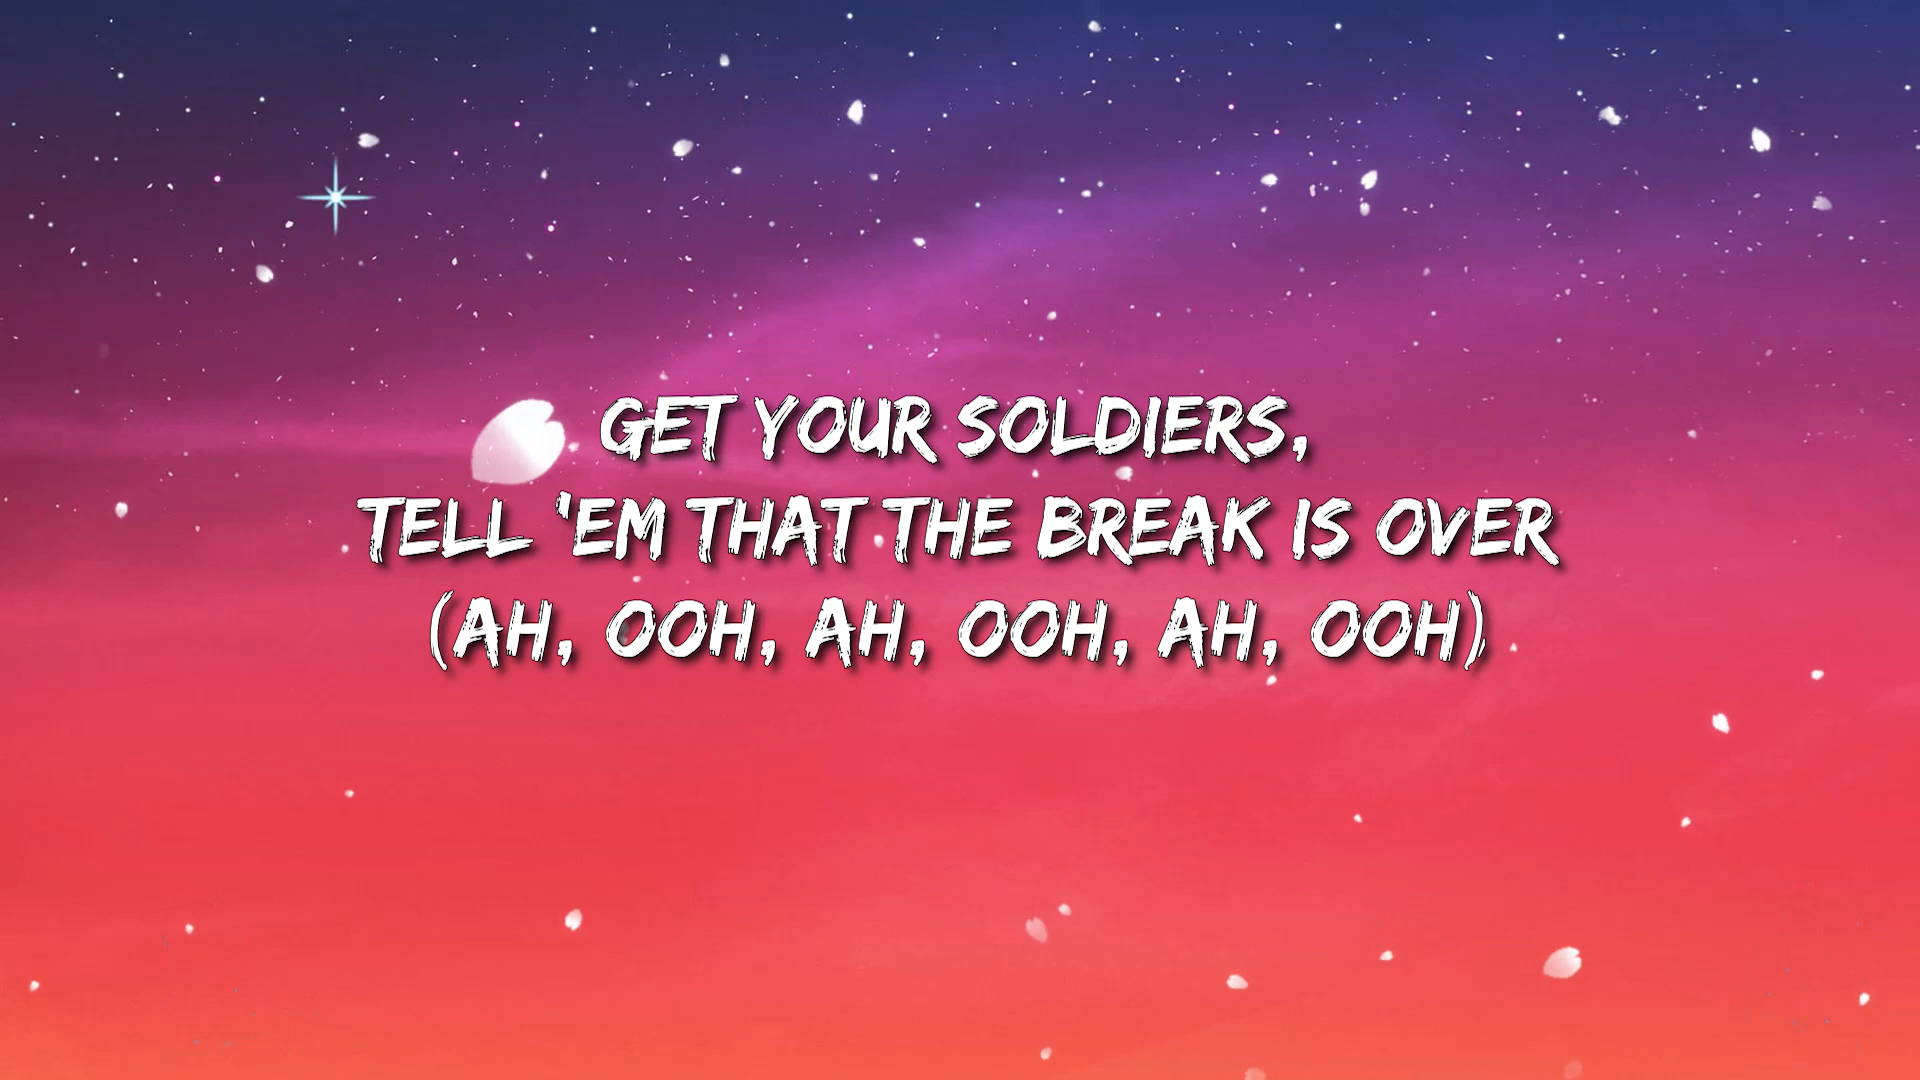 GET YOUR SOLDIERS,
TELL 'EM THAT THE BREAK IS OVER
(AH, OOH, AH, OOH, AH, OOH)